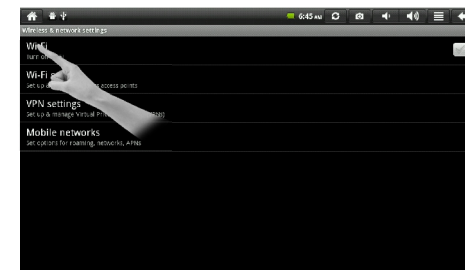 6:45 AM
Wireless & network settings
Wi-Fi
Turn on
Wi-Fi
Set up & access points
VPN settings
Set up & manage Virtual
Mobile networks
Set options for roaming, networks, APNs